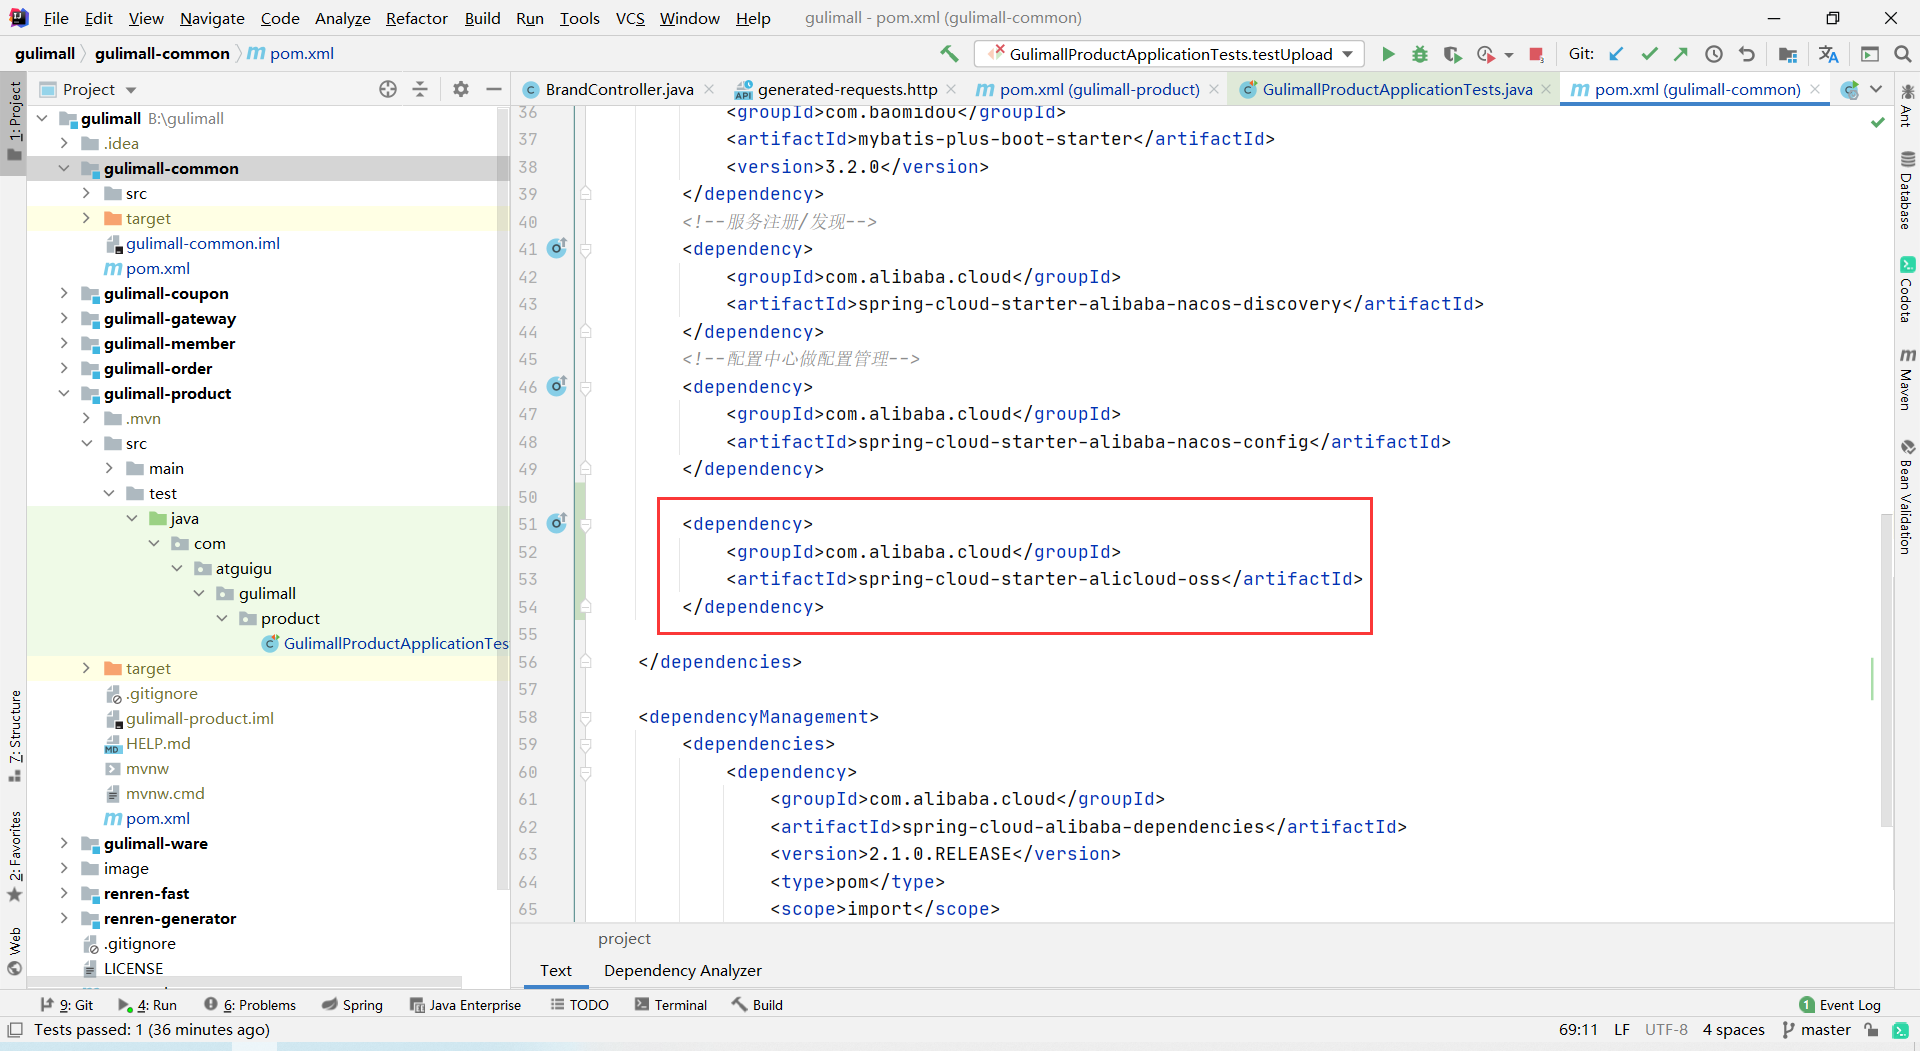 File Edit View Navigate Code Analyze Refactor Build Run Tools VCS Window Help gulimall - pom.xml (gulimall-common)
gulimall gulimall-common pom.xml GulimallProductApplicationTests.testUpload Git:
Project BrandController.java generated-requests.http pom.xml (gulimall-product) GulimallProductApplicationTests.java pom.xml (gulimall-common)
1: Project
7: Structure
2: Favorites
Web
gulimall B:\gulimall
.idea
gulimall-common
src
target
gulimall-common.iml
pom.xml
gulimall-coupon
gulimall-gateway
gulimall-member
gulimall-order
gulimall-product
.mvn
src
main
test
java
com
atguigu
gulimall
product
GulimallProductApplicationTes
target
.gitignore
gulimall-product.iml
HELP.md
mvnw
mvnw.cmd
pom.xml
gulimall-ware
image
renren-fast
renren-generator
.gitignore
LICENSE
36 <groupId>com.baomidou</groupId>
37 <artifactId>mybatis-plus-boot-starter</artifactId>
38 <version>3.2.0</version>
39 </dependency>
40 <!--服务注册/发现-->
41 <dependency>
42 <groupId>com.alibaba.cloud</groupId>
43 <artifactId>spring-cloud-starter-alibaba-nacos-discovery</artifactId>
44 </dependency>
45 <!--配置中心做配置管理-->
46 <dependency>
47 <groupId>com.alibaba.cloud</groupId>
48 <artifactId>spring-cloud-starter-alibaba-nacos-config</artifactId>
49 </dependency>
50
51 <dependency>
52 <groupId>com.alibaba.cloud</groupId>
53 <artifactId>spring-cloud-starter-alicloud-oss</artifactId>
54 </dependency>
55
56 </dependencies>
57
58 <dependencyManagement>
59 <dependencies>
60 <dependency>
61 <groupId>com.alibaba.cloud</groupId>
62 <artifactId>spring-cloud-alibaba-dependencies</artifactId>
63 <version>2.1.0.RELEASE</version>
64 <type>pom</type>
65 <scope>import</scope>
project
Text Dependency Analyzer
Ant
Database
Codota
Maven
Bean Validation
9: Git 4: Run 6: Problems Spring Java Enterprise TODO Terminal Build 1 Event Log
Tests passed: 1 (36 minutes ago) 69:11 LF UTF-8 4 spaces master